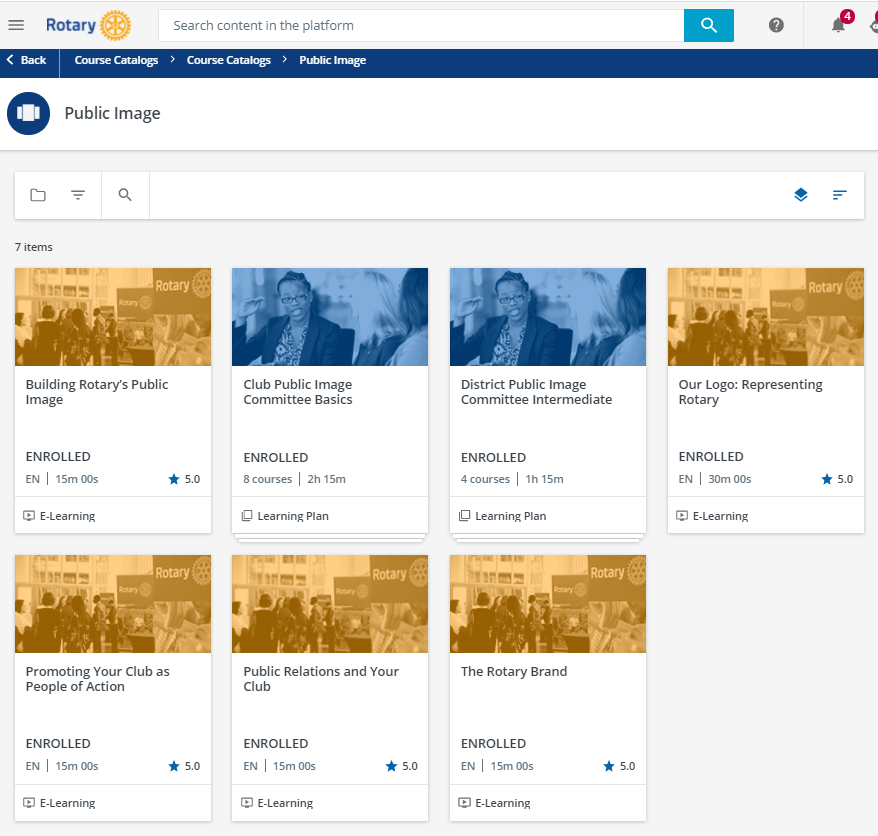 Rotary
Search content in the platform
4
Back
Course Catalogs
Course Catalogs
Public Image
Public Image
7 items
Rotary
Rotary
Rotary
Rotary
Building Rotary’s Public
Image
ENROLLED
EN
15m 00s
5.0
E-Learning
Club Public Image
Committee Basics
ENROLLED
8 courses
2h 15m
Learning Plan
District Public Image
Committee Intermediate
ENROLLED
4 courses
1h 15m
Learning Plan
Our Logo: Representing
Rotary
ENROLLED
EN
30m 00s
5.0
E-Learning
Rotary
Rotary
Rotary
Rotary
Rotary
Rotary
Promoting Your Club as
People of Action
ENROLLED
EN
15m 00s
5.0
E-Learning
Public Relations and Your
Club
ENROLLED
EN
15m 00s
5.0
E-Learning
The Rotary Brand
ENROLLED
EN
15m 00s
5.0
E-Learning